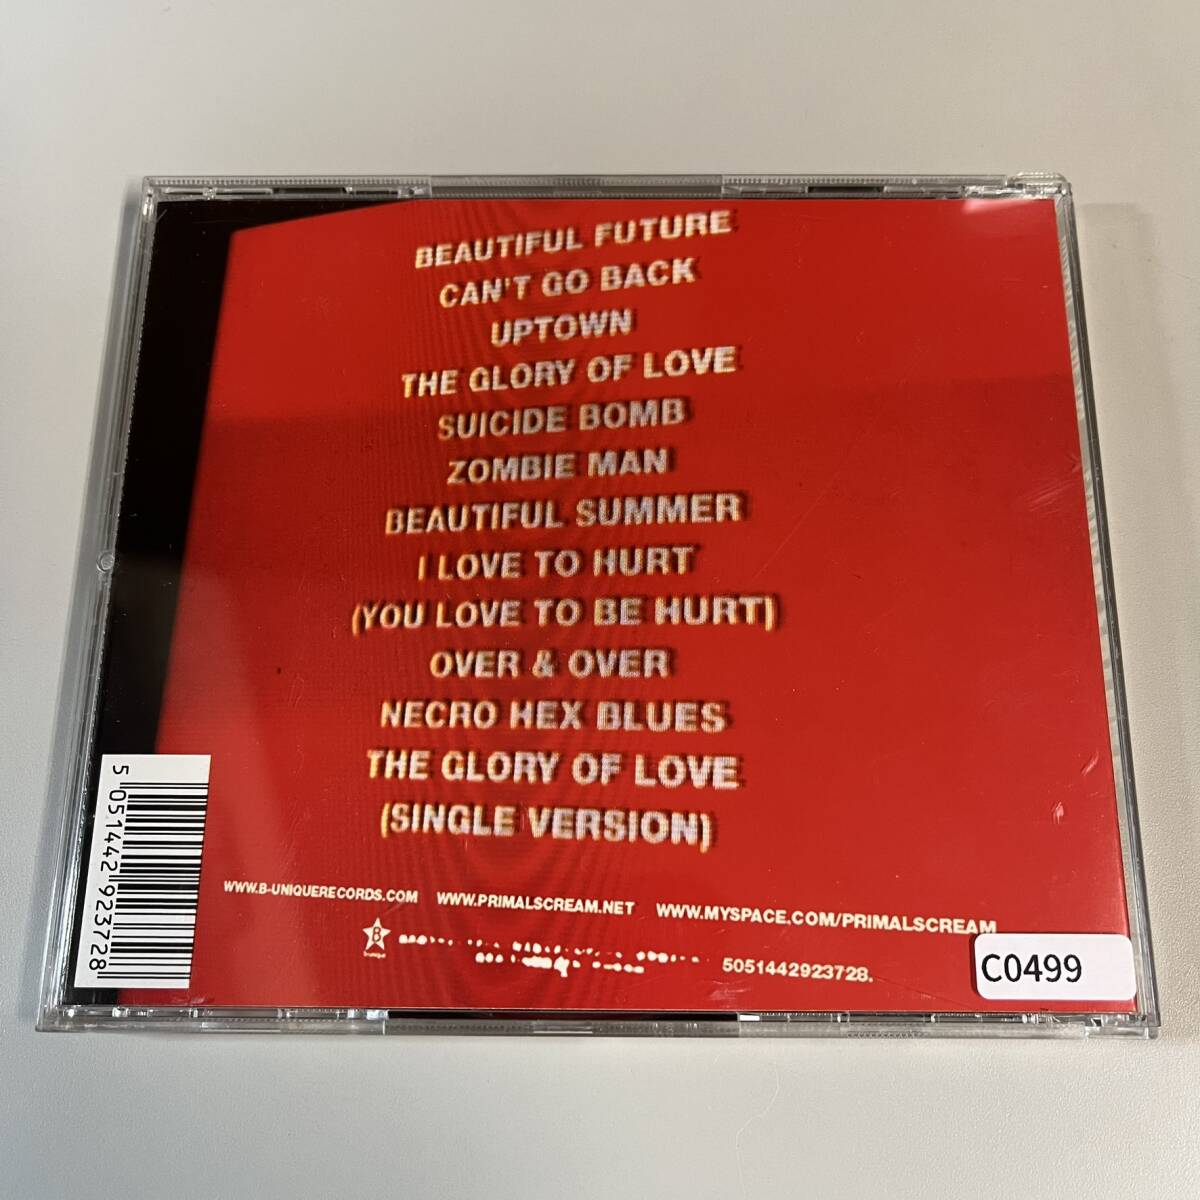 BEAUTIFUL FUTURE
CAN'T GO BACK
UPTOWN
THE GLORY OF LOVE
SUICIDE BOMB
ZOMBIE MAN
BEAUTIFUL SUMMER
I LOVE TO HURT
(YOU LOVE TO BE HURT)
OVER & OVER
NECRO HEX BLUES
THE GLORY OF LOVE
(SINGLE VERSION)
5 051442 923728
WWW.B-UNIQUERECORDS.COM WWW.PRIMALSCREAM.NET WWW.MYSPACE.COM/PRIMALSCREAM
B
5051442923728.
C0499